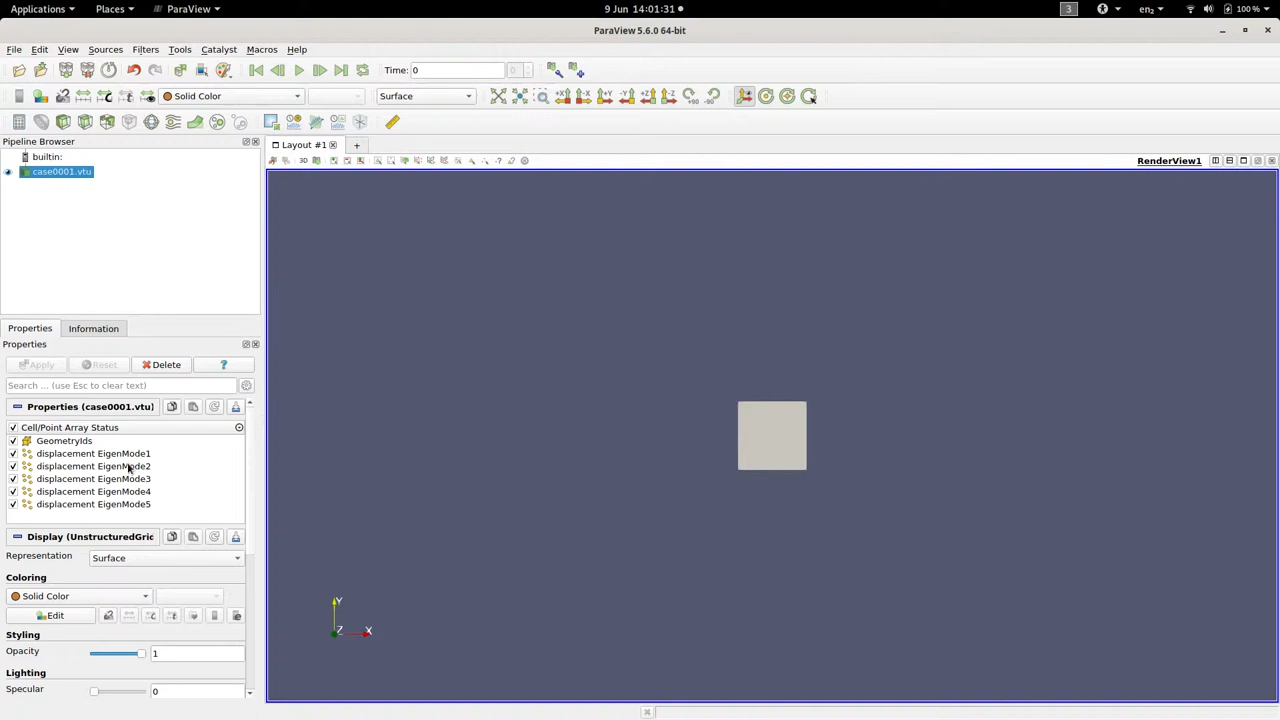 Applications
Places
ParaView
9 Jun 14:01:31
3
en2
100 %
ParaView 5.6.0 64-bit
File Edit View Sources Filters Tools Catalyst Macros Help
Time: 0
0
Solid Color
Surface
+X -X +Y -Y +Z -Z +90 -90
Pipeline Browser
builtin:
case0001.vtu
Layout #1
+
3D
RenderView1
Properties
Information
Properties
Apply
Reset
Delete
?
Search ... (use Esc to clear text)
Properties (case0001.vtu)
Cell/Point Array Status
GeometryIds
displacement EigenMode1
displacement EigenMode2
displacement EigenMode3
displacement EigenMode4
displacement EigenMode5
Display (UnstructuredGrid
Representation
Surface
Coloring
Solid Color
Edit
Styling
Opacity
1
Lighting
Specular
0
Y
Z
X